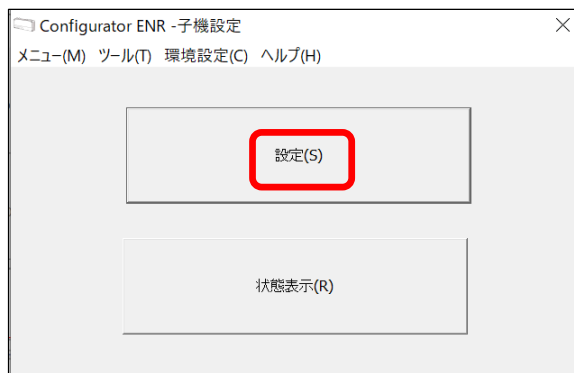 Configurator ENR -子機設定
メニュー(M) ツール(T) 環境設定(C) ヘルプ(H)
設定(S)
状態表示(R)